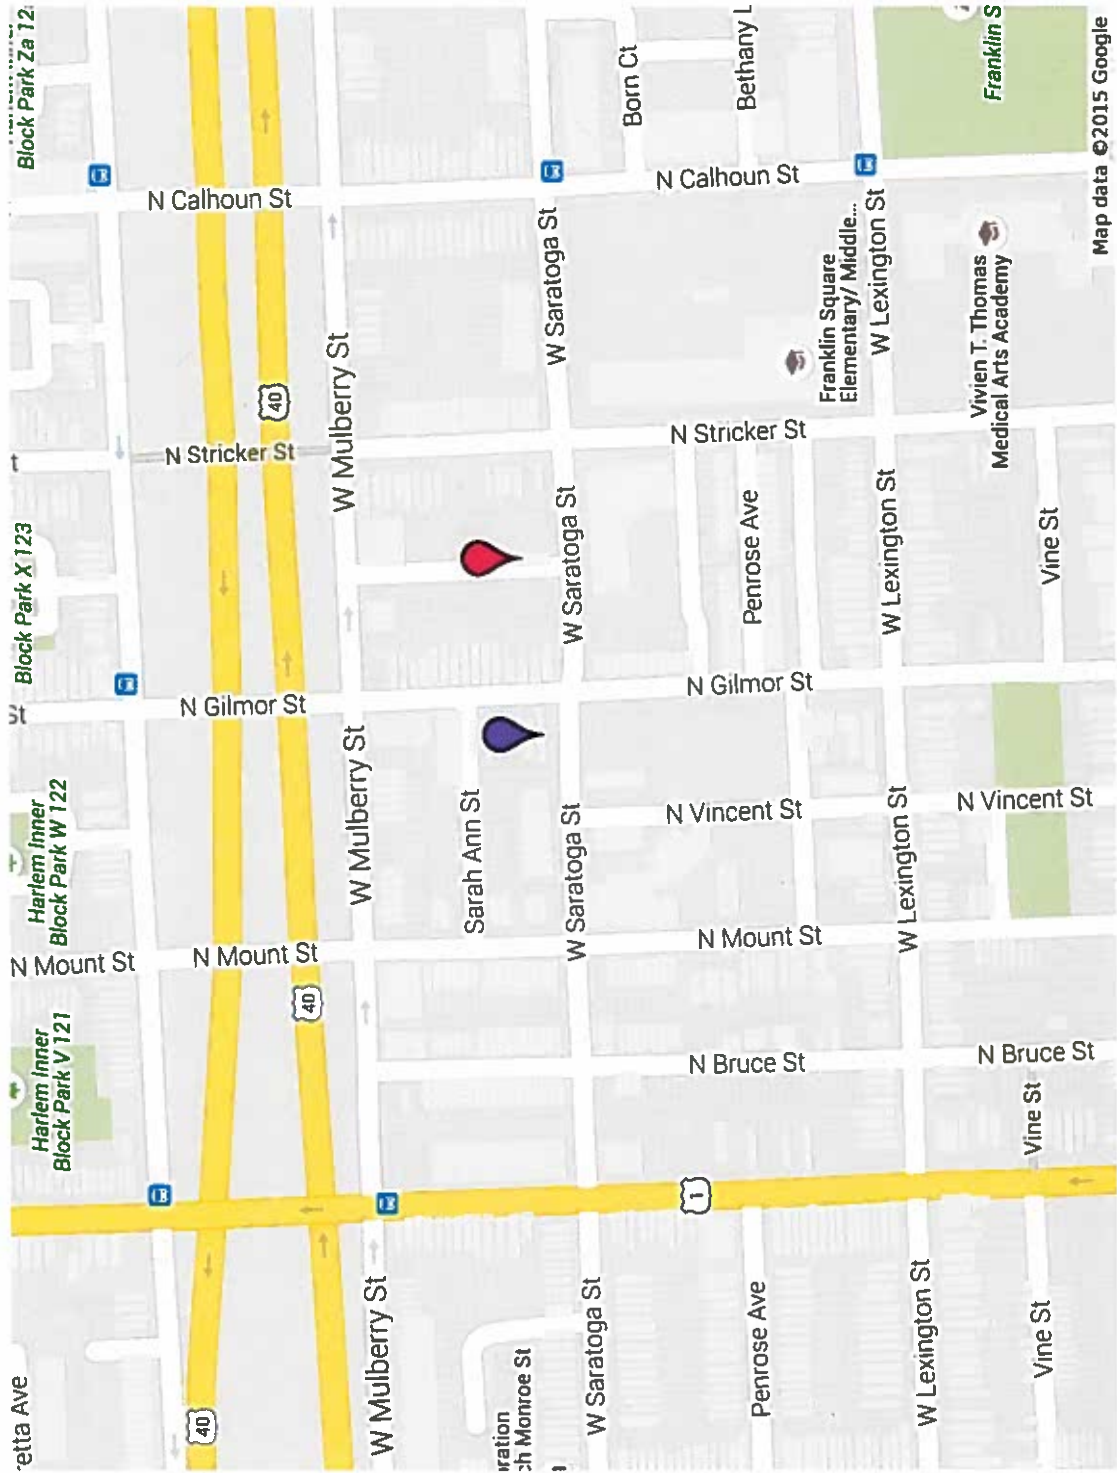 Block Park Za 12
Born Ct
Bethany L
Franklin S
Map data ©2015 Google
N Calhoun St
N Calhoun St
W Saratoga St
W Lexington St
Franklin Square
Elementary/ Middle...
Vivien T. Thomas
Medical Arts Academy
W Mulberry St
40
N Stricker St
N Stricker St
t
Block Park X 123
W Saratoga St
Penrose Ave
W Lexington St
Vine St
St
N Gilmor St
N Gilmor St
Harlem Inner
Block Park W 122
W Mulberry St
Sarah Ann St
W Saratoga St
N Vincent St
N Vincent St
W Lexington St
N Mount St
N Mount St
N Mount St
40
Harlem Inner
Block Park V 121
N Bruce St
N Bruce St
Vine St
1
W Mulberry St
W Saratoga St
Penrose Ave
W Lexington St
Vine St
etta Ave
40
oration
ch Monroe St